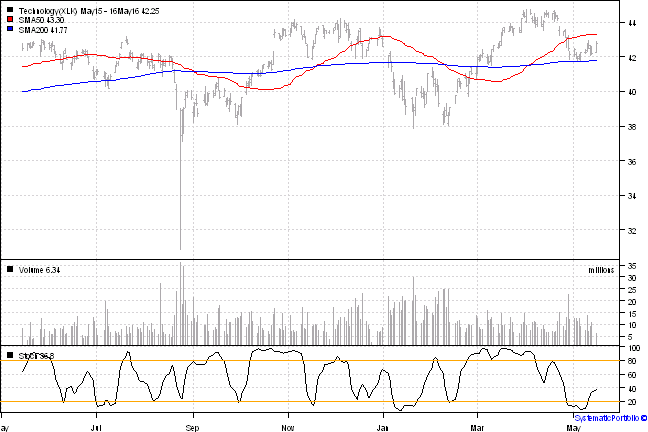 Technology(XLK) May15 - 16May16 42.25
SMA50 43.30
SMA200 41.77
44
42
40
38
36
34
32
Volume 6.34
millions
35
30
25
20
15
10
5
100
80
60
40
20
ay
Jul
Sep
Nov
Jan
Mar
May
SystematicPortfolio ©